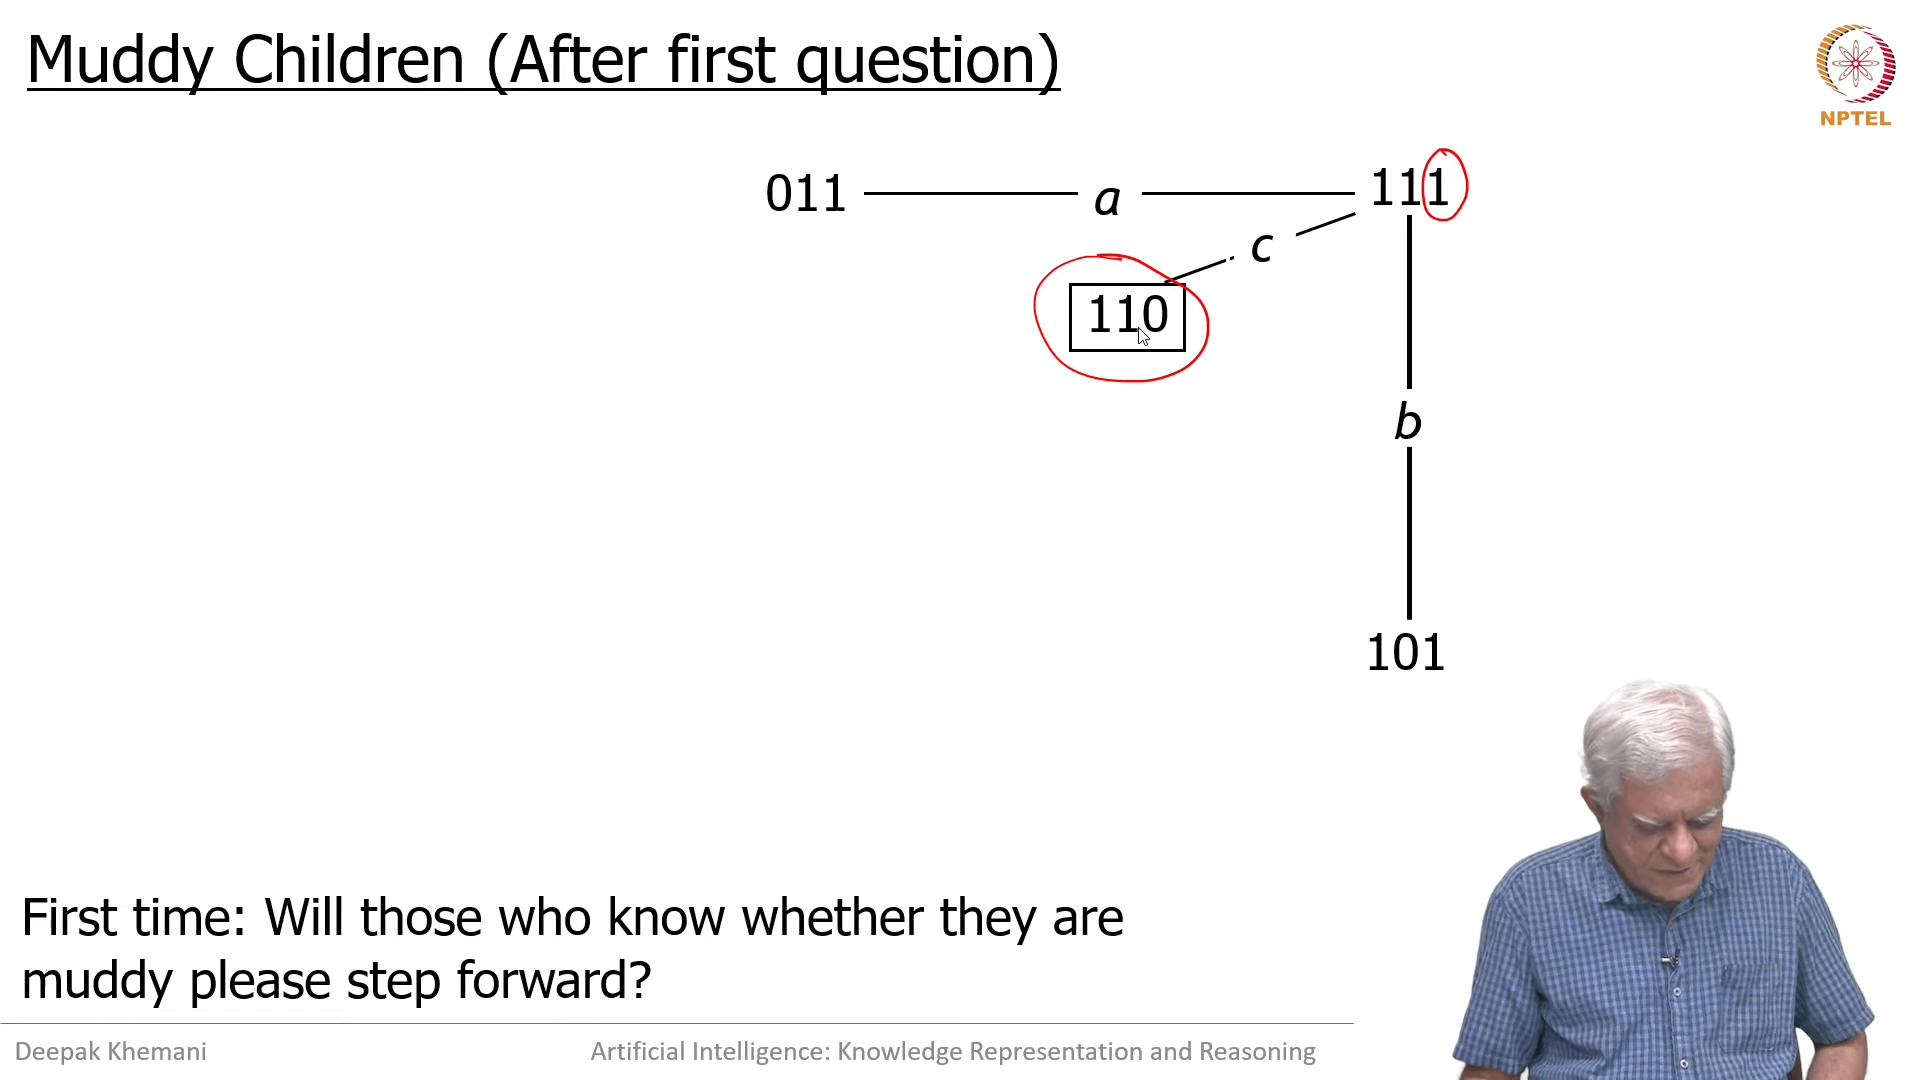 Muddy Children (After first question)
NPTEL
011 a 111
c
110
b
101
First time: Will those who know whether they are
muddy please step forward?
Deepak Khemani
Artificial Intelligence: Knowledge Representation and Reasoning